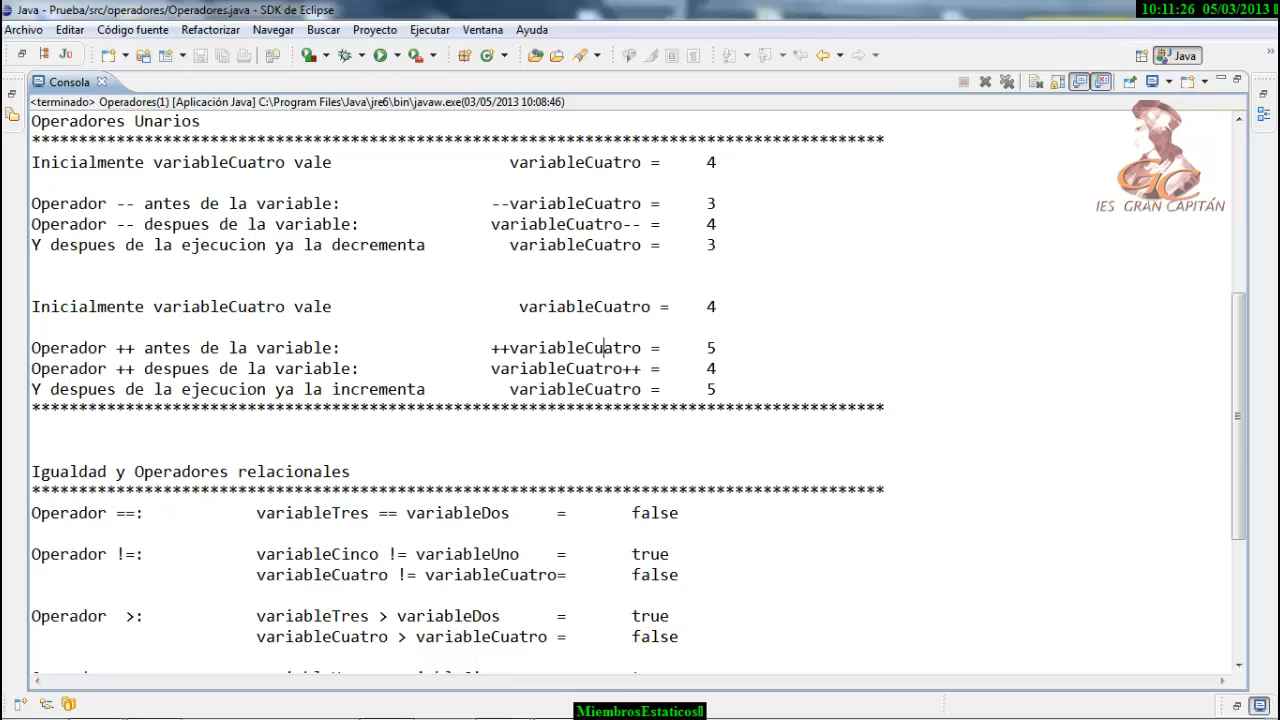 Java - Prueba/src/operadores/Operadores.java - SDK de Eclipse
10:11:26 05/03/2013
Archivo Editar Código fuente Refactorizar Navegar Buscar Proyecto Ejecutar Ventana Ayuda
Java
Consola
<terminado> Operadores(1) [Aplicación Java] C:\Program Files\Java\jre6\bin\javaw.exe(03/05/2013 10:08:46)
Operadores Unarios
*******************************************************************************************
Inicialmente variableCuatro vale variableCuatro = 4
Operador -- antes de la variable: --variableCuatro = 3
Operador -- despues de la variable: variableCuatro-- = 4
Y despues de la ejecucion ya la decrementa variableCuatro = 3
Inicialmente variableCuatro vale variableCuatro = 4
Operador ++ antes de la variable: ++variableCuatro = 5
Operador ++ despues de la variable: variableCuatro++ = 4
Y despues de la ejecucion ya la incrementa variableCuatro = 5
*******************************************************************************************
Igualdad y Operadores relacionales
*******************************************************************************************
Operador ==: variableTres == variableDos = false
Operador !=: variableCinco != variableUno = true
variableCuatro != variableCuatro= false
Operador >: variableTres > variableDos = true
variableCuatro > variableCuatro = false
GC
IES GRAN CAPITÁN
MiembrosEstaticos